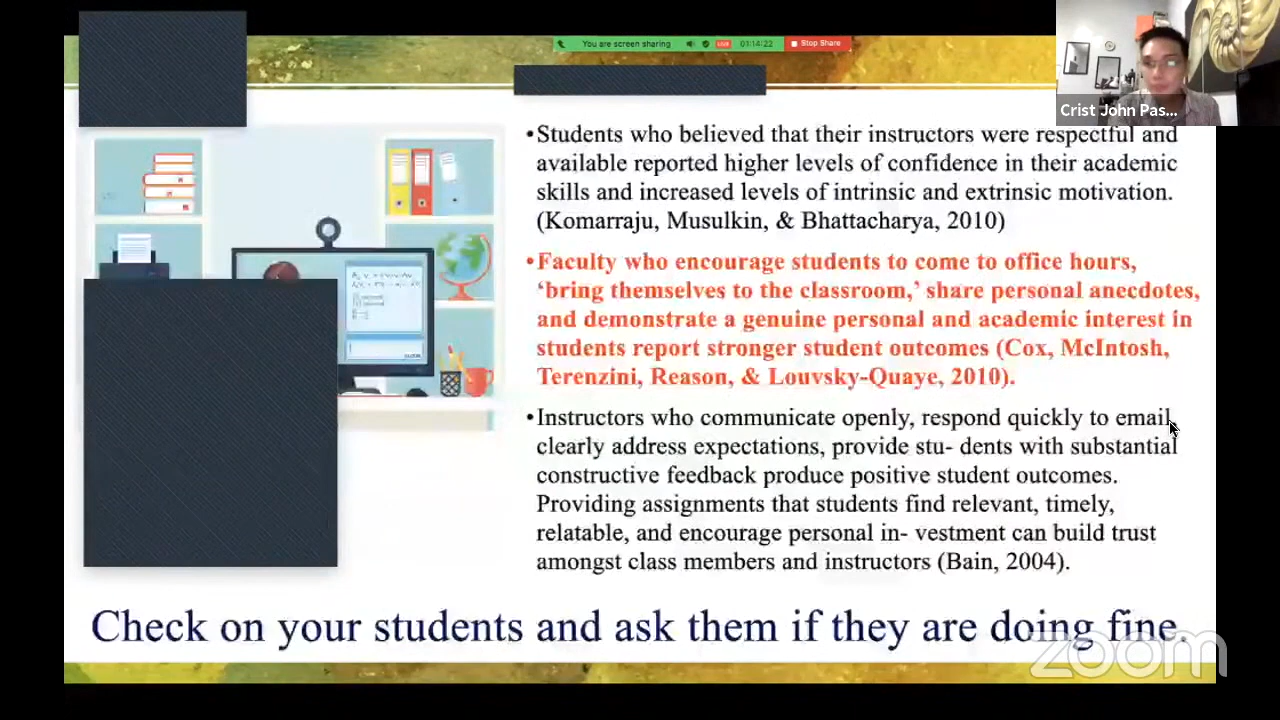 You are screen sharing LIVE 01:14:22 Stop Share
Crist John Pas...
•Students who believed that their instructors were respectful and
available reported higher levels of confidence in their academic
skills and increased levels of intrinsic and extrinsic motivation.
(Komarraju, Musulkin, & Bhattacharya, 2010)
•Faculty who encourage students to come to office hours,
‘bring themselves to the classroom,’ share personal anecdotes,
and demonstrate a genuine personal and academic interest in
students report stronger student outcomes (Cox, McIntosh,
Terenzini, Reason, & Louvsky-Quaye, 2010).
•Instructors who communicate openly, respond quickly to email,
clearly address expectations, provide stu- dents with substantial
constructive feedback produce positive student outcomes.
Providing assignments that students find relevant, timely,
relatable, and encourage personal in- vestment can build trust
amongst class members and instructors (Bain, 2004).
Check on your students and ask them if they are doing fine.
zoom